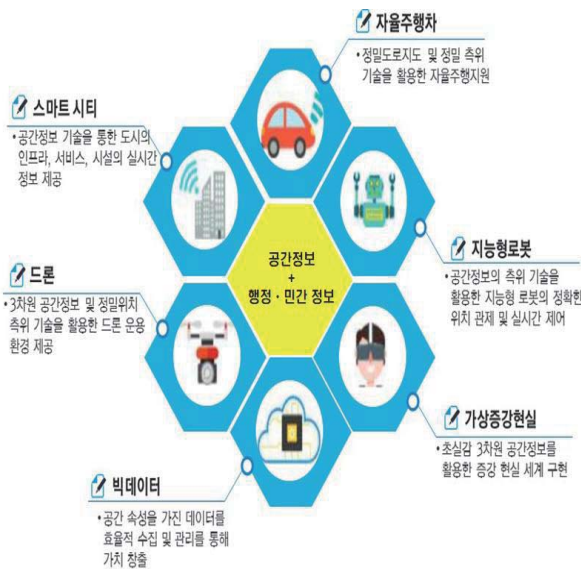 자율주행차
• 정밀도로지도 및 정밀 측위
기술을 활용한 자율주행지원
스마트 시티
• 공간정보 기술을 통한 도시의
인프라, 서비스, 시설의 실시간
정보 제공
지능형로봇
• 공간정보의 측위 기술을
활용한 지능형 로봇의 정확한
위치 관제 및 실시간 제어
공간정보
+
행정 · 민간 정보
드론
• 3차원 공간정보 및 정밀위치
측위 기술을 활용한 드론 운용
환경 제공
가상증강현실
• 초실감 3차원 공간정보를
활용한 증강 현실 세계 구현
빅데이터
• 공간 속성을 가진 데이터를
효율적 수집 및 관리를 통해
가치 창출